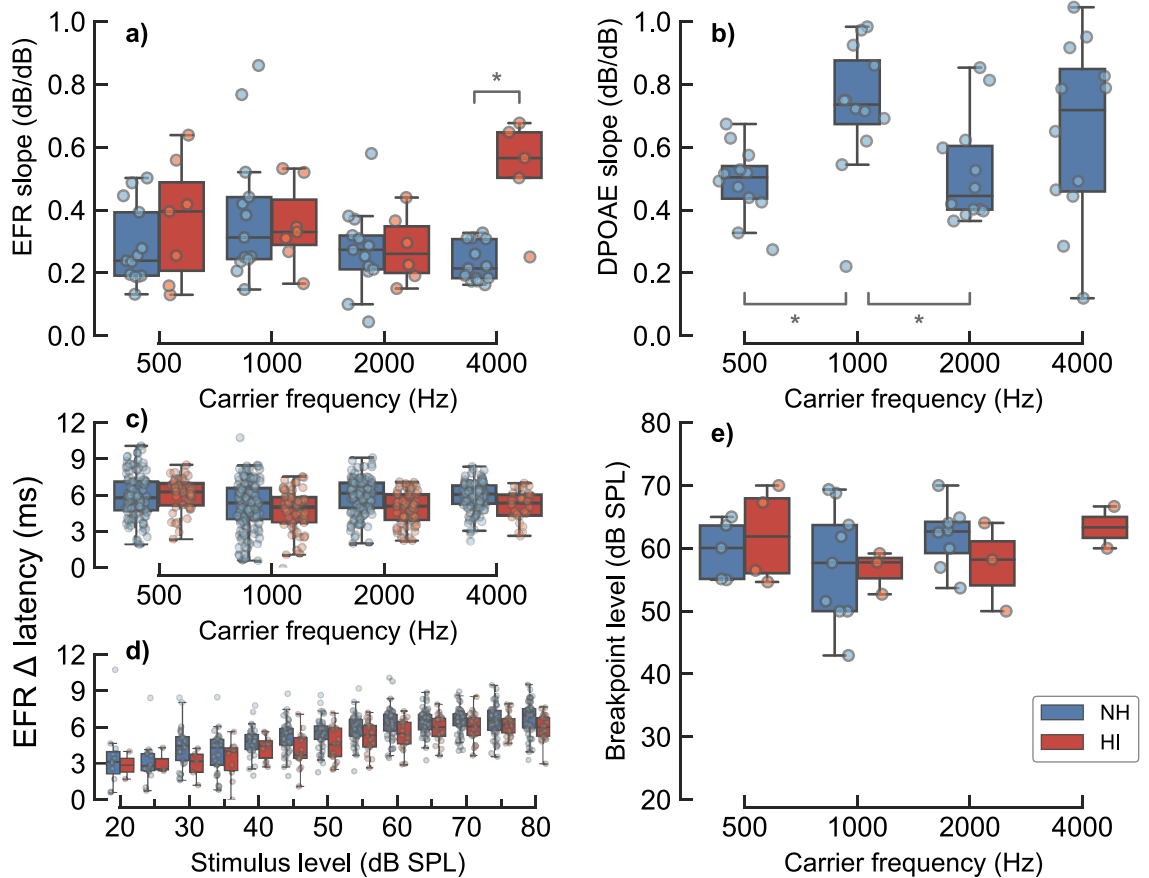 a)
EFR slope (dB/dB)
1.0
0.8
0.6
0.4
0.2
0.0
*
500 1000 2000 4000
Carrier frequency (Hz)
b)
DPOAE slope (dB/dB)
1.0
0.8
0.6
0.4
0.2
0.0
* *
500 1000 2000 4000
Carrier frequency (Hz)
c)
EFR Δ latency (ms)
12
9
6
3
0
500 1000 2000 4000
Carrier frequency (Hz)
d)
12
9
6
3
0
20 30 40 50 60 70 80
Stimulus level (dB SPL)
e)
Breakpoint level (dB SPL)
80
70
60
50
40
30
20
NH
HI
500 1000 2000 4000
Carrier frequency (Hz)